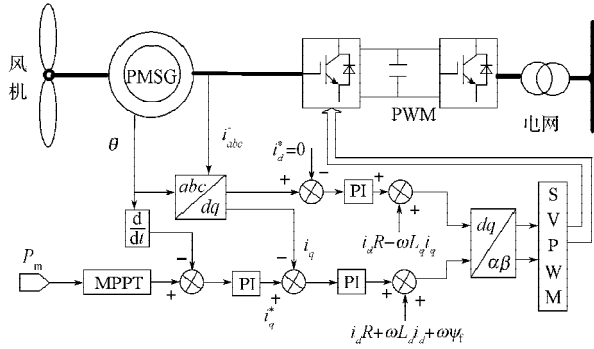 风
机
PMSG
PWM
电网
θ
i_abc
i_d^*=0
−
+
PI
+
+
abc
dq
d
dt
i_q
i_dR−ωL_qi_q
dq
αβ
S
V
P
W
M
P_m
MPPT
−
+
PI
−
+
i_q^*
PI
+
+
i_dR+ωL_di_d+ωψ_f